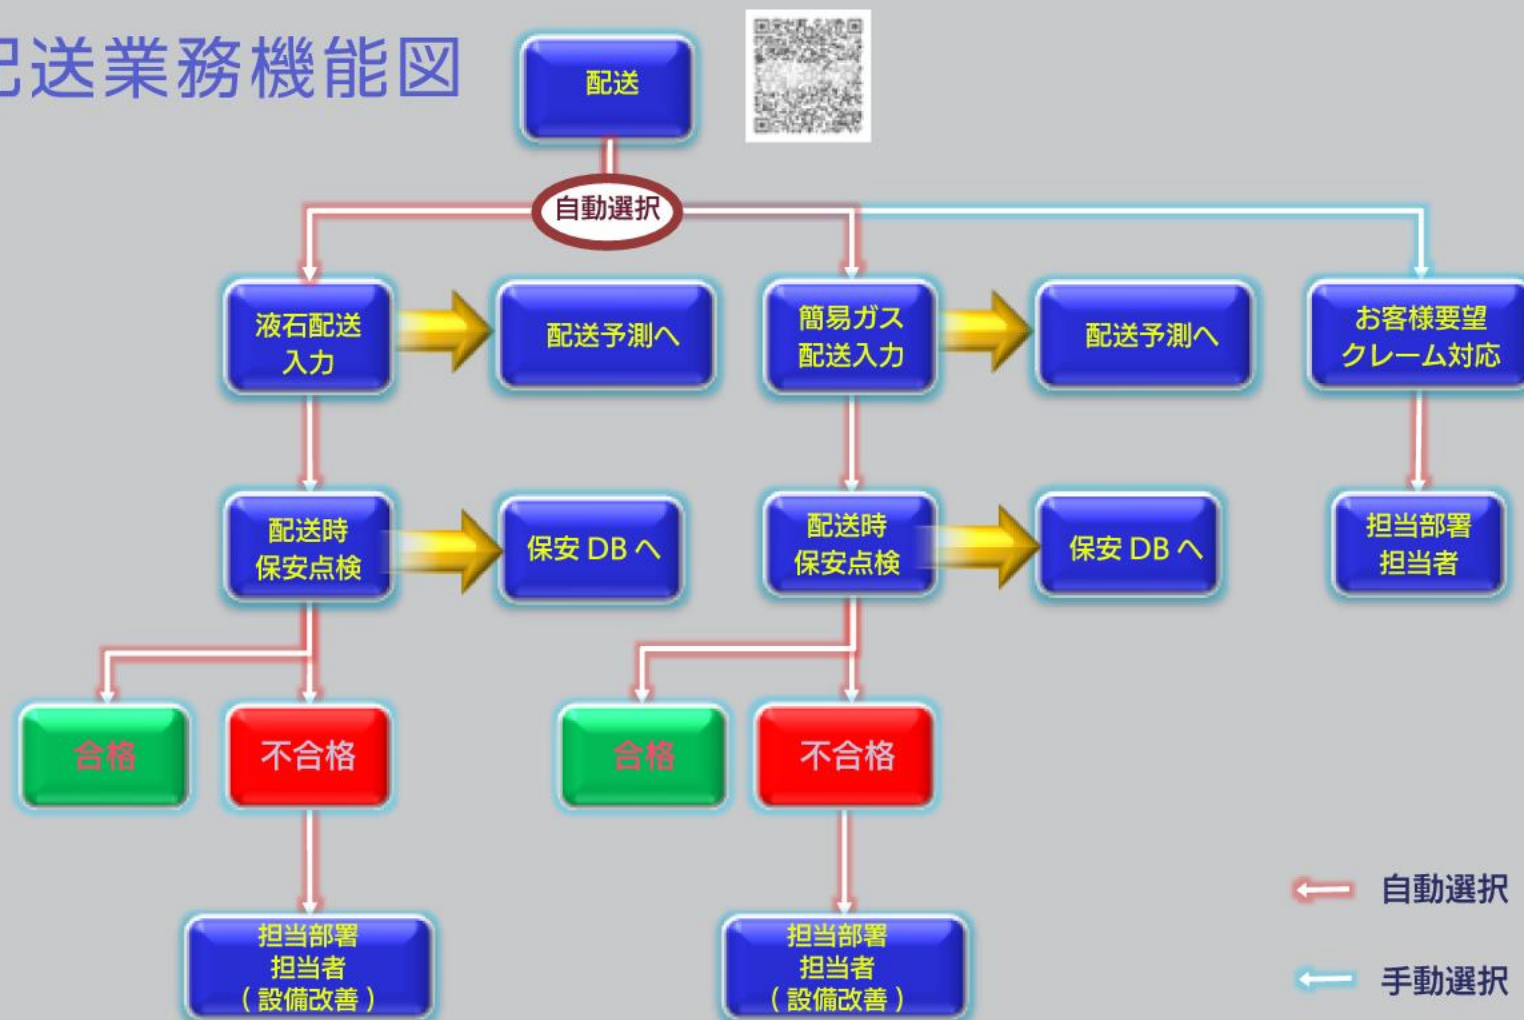 配送業務機能図
配送
自動選択
液石配送
入力
配送予測へ
簡易ガス
配送入力
配送予測へ
お客様要望
クレーム対応
配送時
保安点検
保安 DB へ
配送時
保安点検
保安 DB へ
担当部署
担当者
合格
不合格
合格
不合格
担当部署
担当者
(設備改善)
担当部署
担当者
(設備改善)
自動選択
手動選択